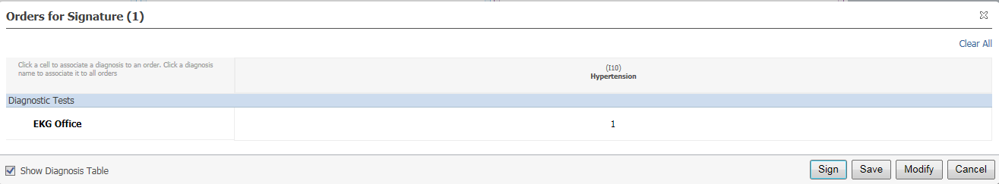 Orders for Signature (1)
Clear All
Click a cell to associate a diagnosis to an order. Click a diagnosis
name to associate it to all orders
(I10)
Hypertension
Diagnostic Tests
EKG Office
1
Show Diagnosis Table
Sign
Save
Modify
Cancel